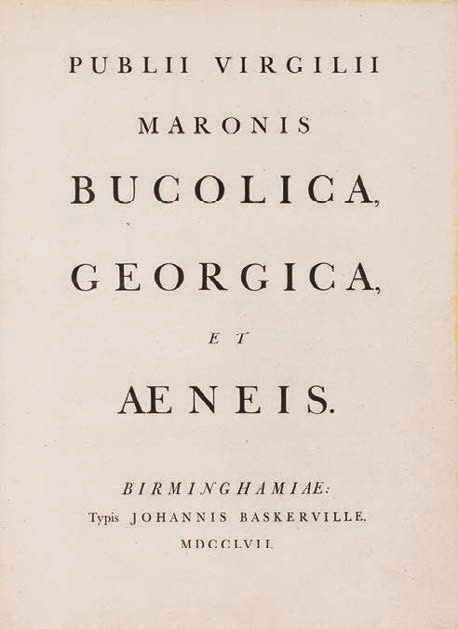 PUBLII VIRGILII
MARONIS
BUCOLICA,
GEORGICA,
ET
AENEIS.
BIRMINGHAMIAE:
Typis JOHANNIS BASKERVILLE.
MDCCLVII.